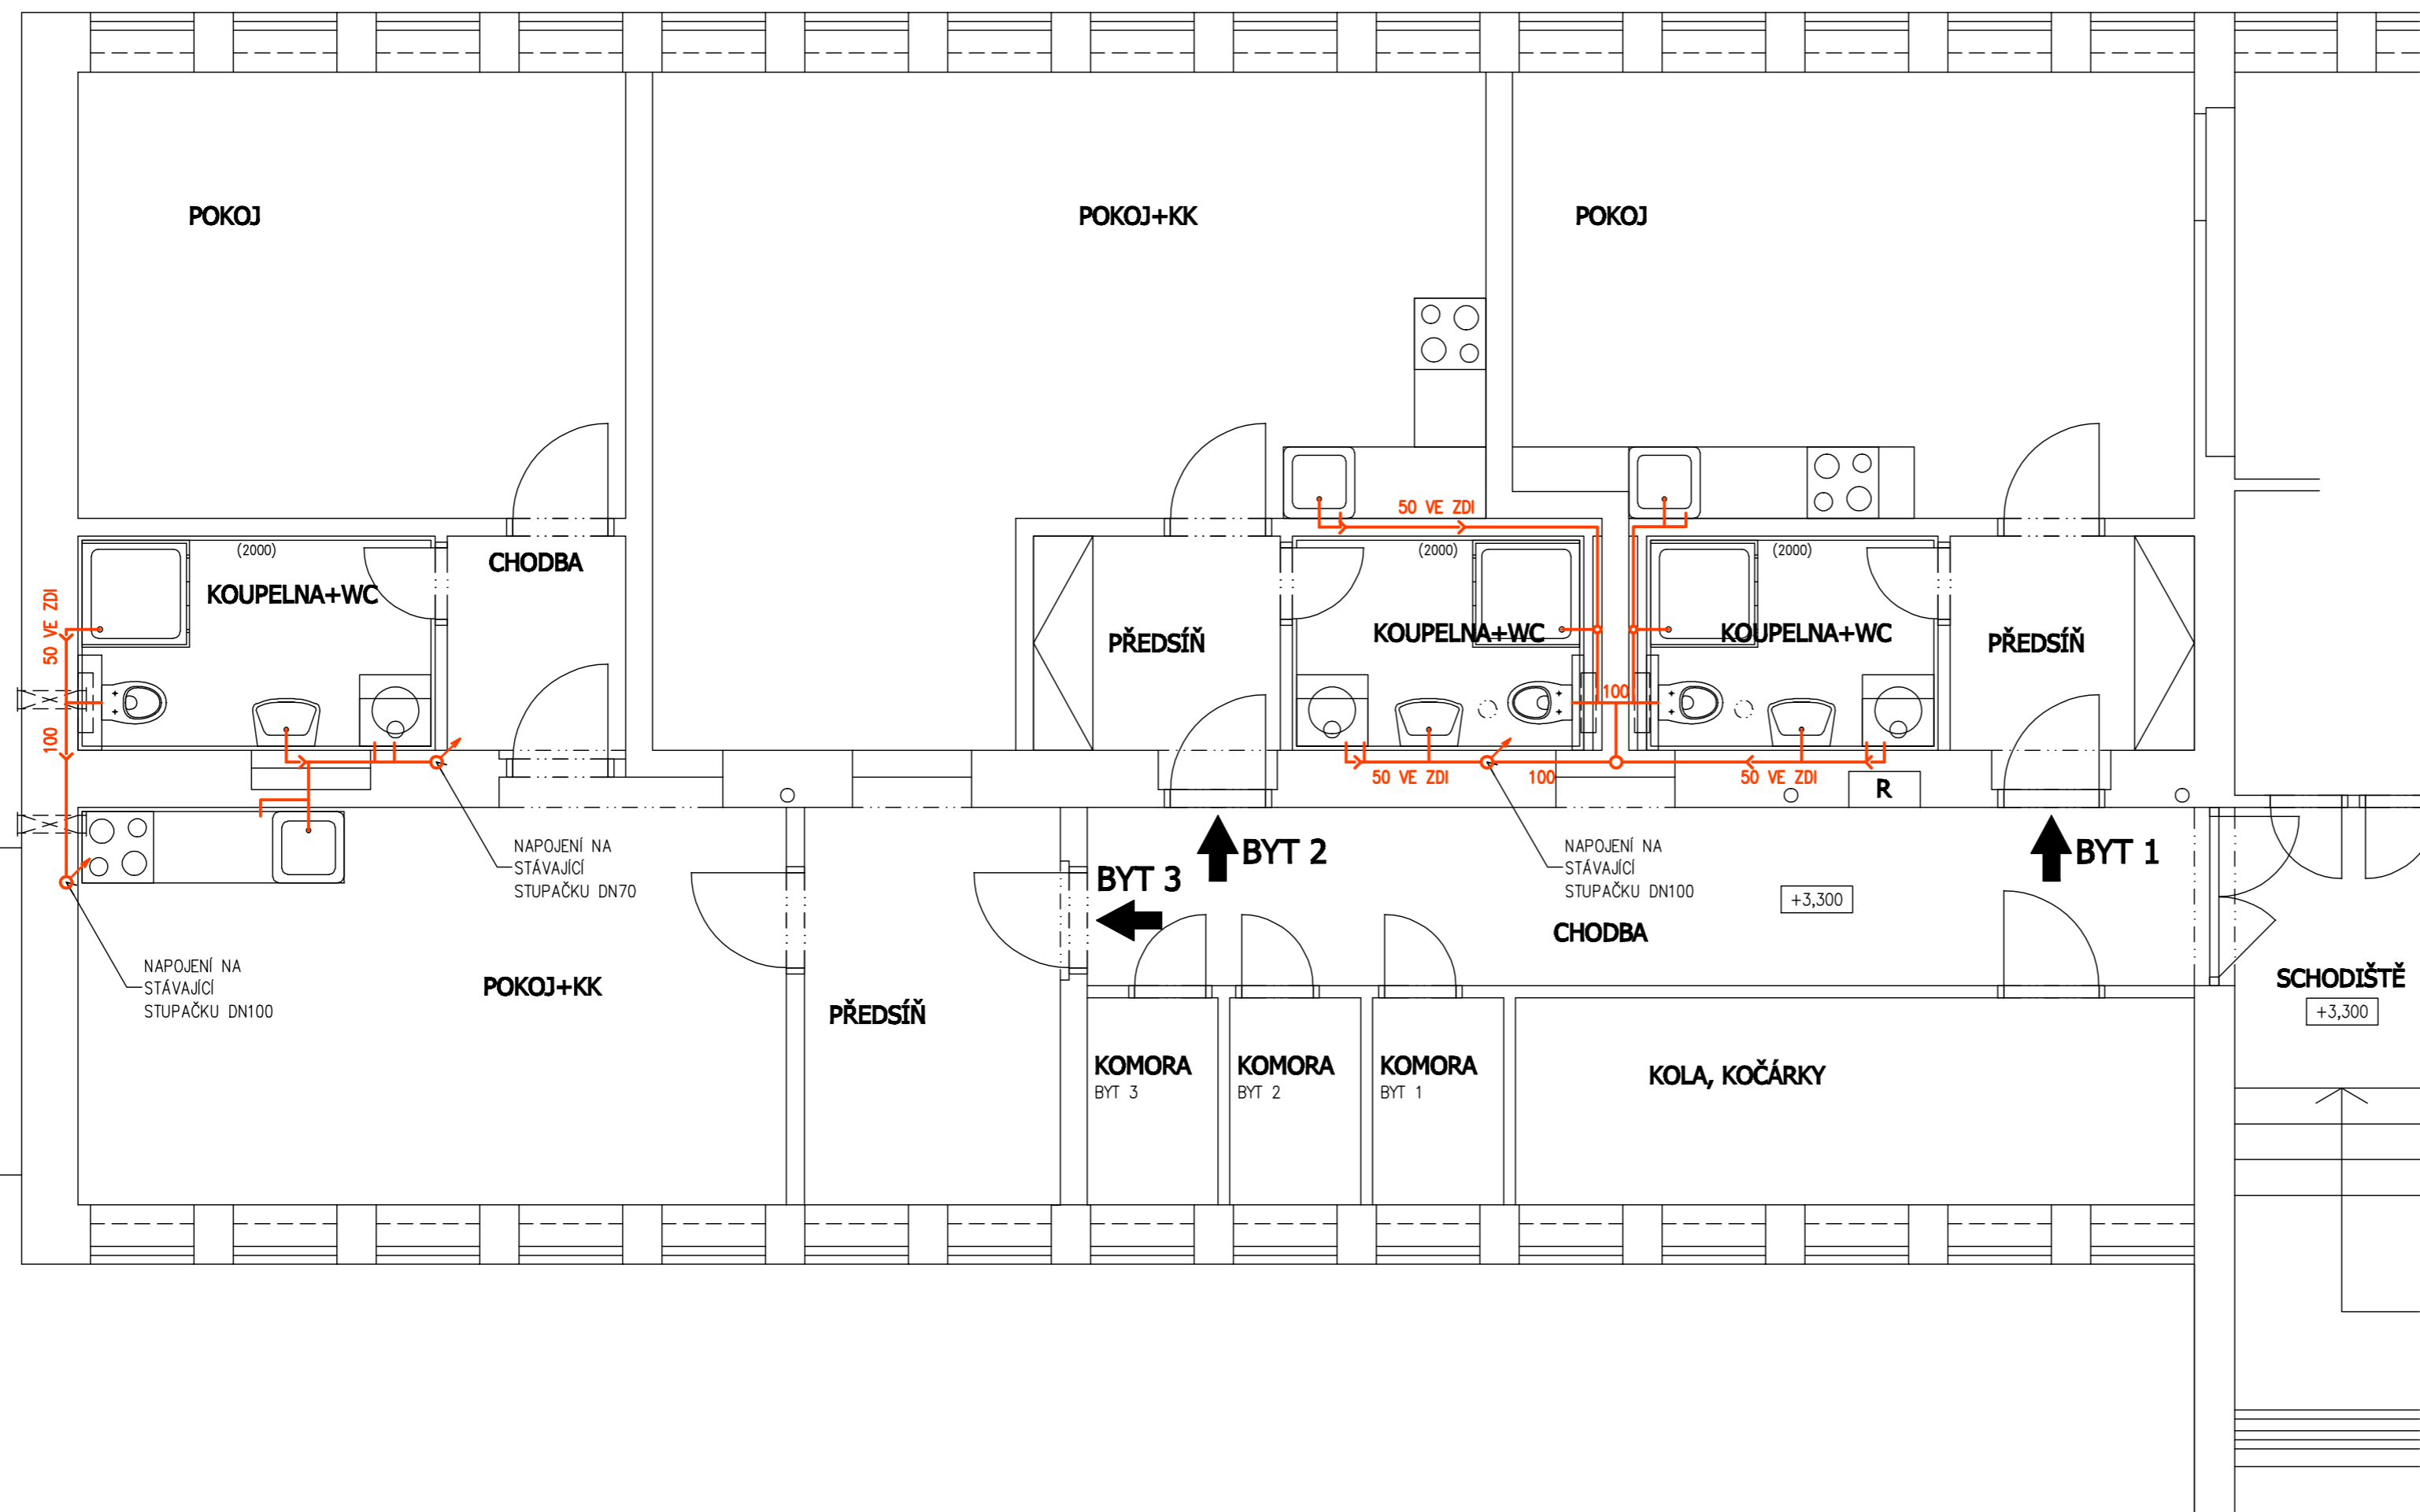 POKOJ
POKOJ+KK
POKOJ
50 VE ZDI
(2000)
(2000)
(2000)
CHODBA
KOUPELNA+WC
50 VE ZDI
PŘEDSÍŇ
KOUPELNA+WC
KOUPELNA+WC
PŘEDSÍŇ
100
100
50 VE ZDI
100
50 VE ZDI
R
NAPOJENÍ NA
STÁVAJÍCÍ
STUPAČKU DN70
BYT 3
BYT 2
NAPOJENÍ NA
STÁVAJÍCÍ
STUPAČKU DN100
+3,300
BYT 1
CHODBA
NAPOJENÍ NA
STÁVAJÍCÍ
STUPAČKU DN100
POKOJ+KK
PŘEDSÍŇ
SCHODIŠTĚ
+3,300
KOMORA
BYT 3
KOMORA
BYT 2
KOMORA
BYT 1
KOLA, KOČÁRKY